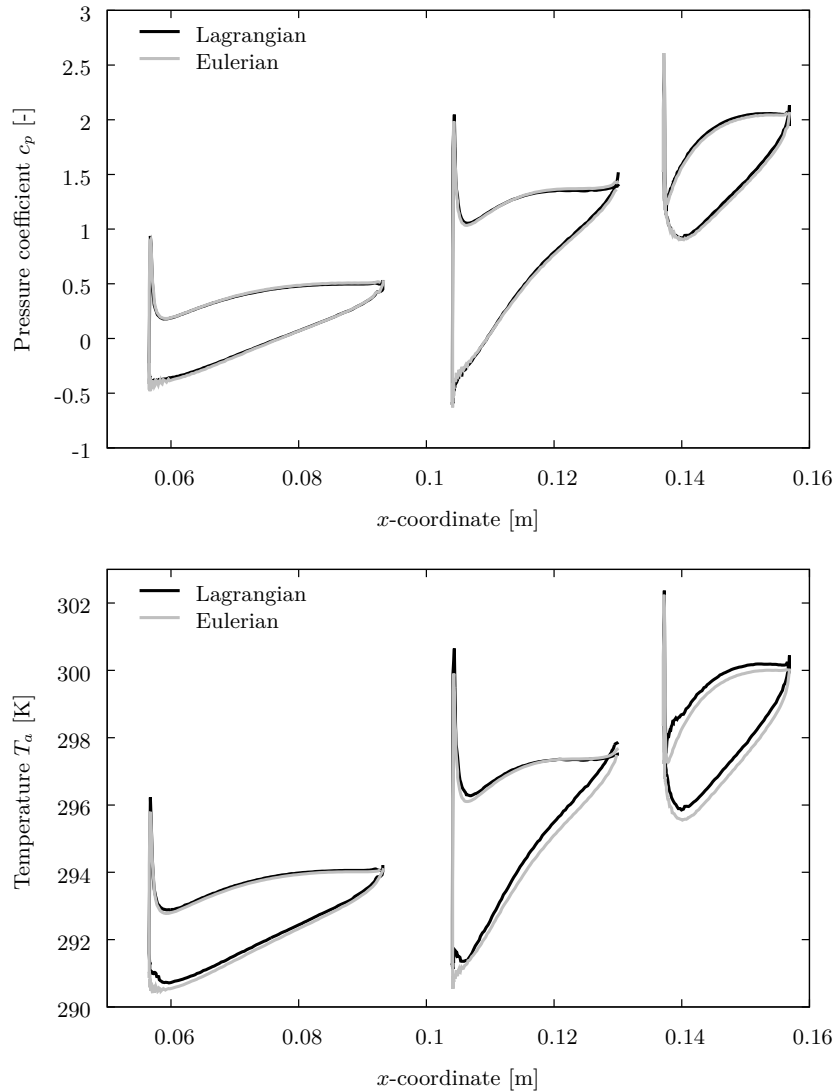 3
2.5
2
1.5
1
0.5
0
-0.5
-1
Pressure coefficient c_p [-]
Lagrangian
Eulerian
0.06 0.08 0.1 0.12 0.14 0.16
x-coordinate [m]
302
300
298
296
294
292
290
Temperature T_a [K]
Lagrangian
Eulerian
0.06 0.08 0.1 0.12 0.14 0.16
x-coordinate [m]